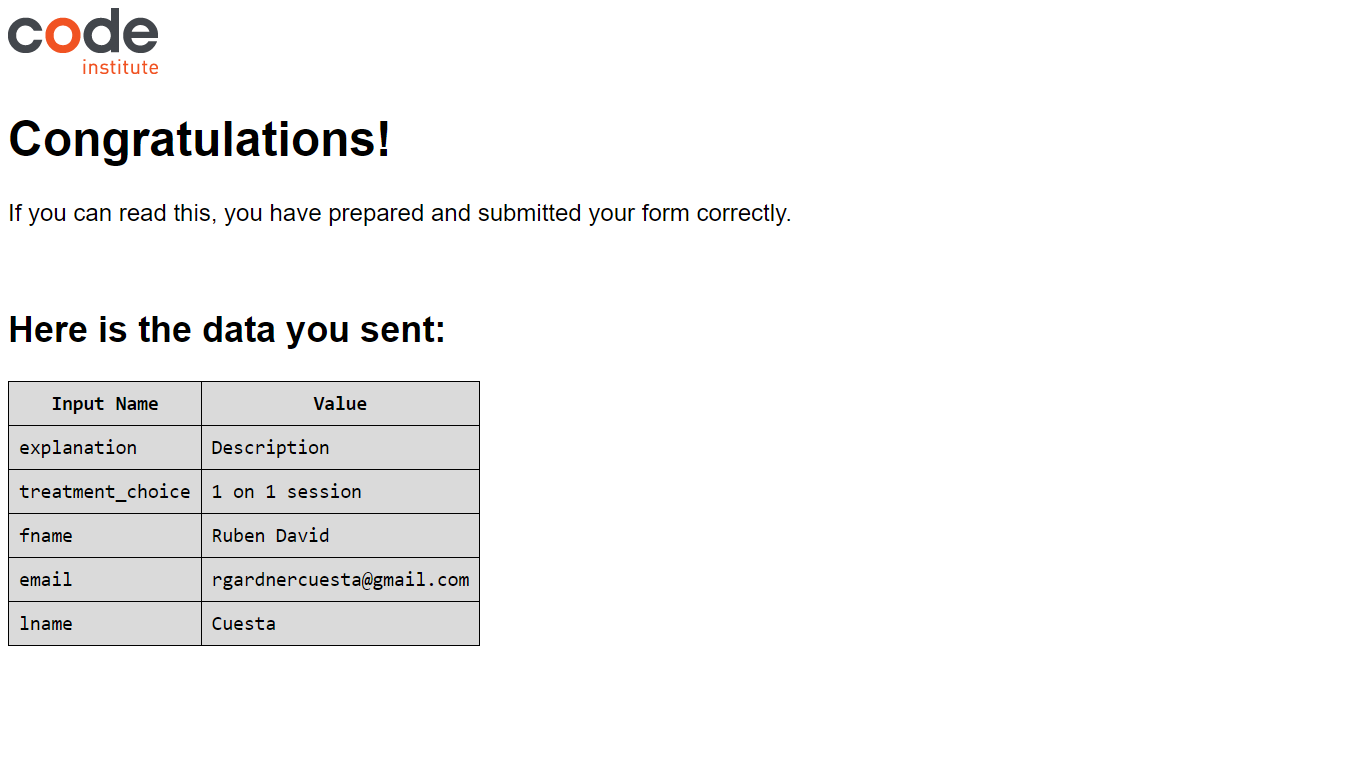 code
institute
Congratulations!
If you can read this, you have prepared and submitted your form correctly.
Here is the data you sent:
Input Name Value
explanation Description
treatment_choice 1 on 1 session
fname Ruben David
email rgardnercuesta@gmail.com
lname Cuesta